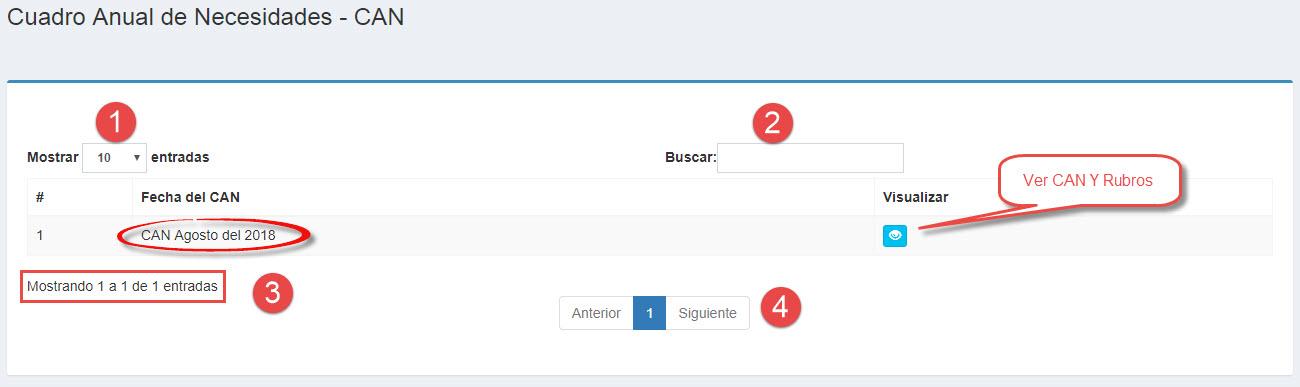 Cuadro Anual de Necesidades - CAN
1
2
Mostrar 10 entradas
Buscar:
Ver CAN Y Rubros
# Fecha del CAN Visualizar
1 CAN Agosto del 2018
Mostrando 1 a 1 de 1 entradas
3
Anterior 1 Siguiente
4